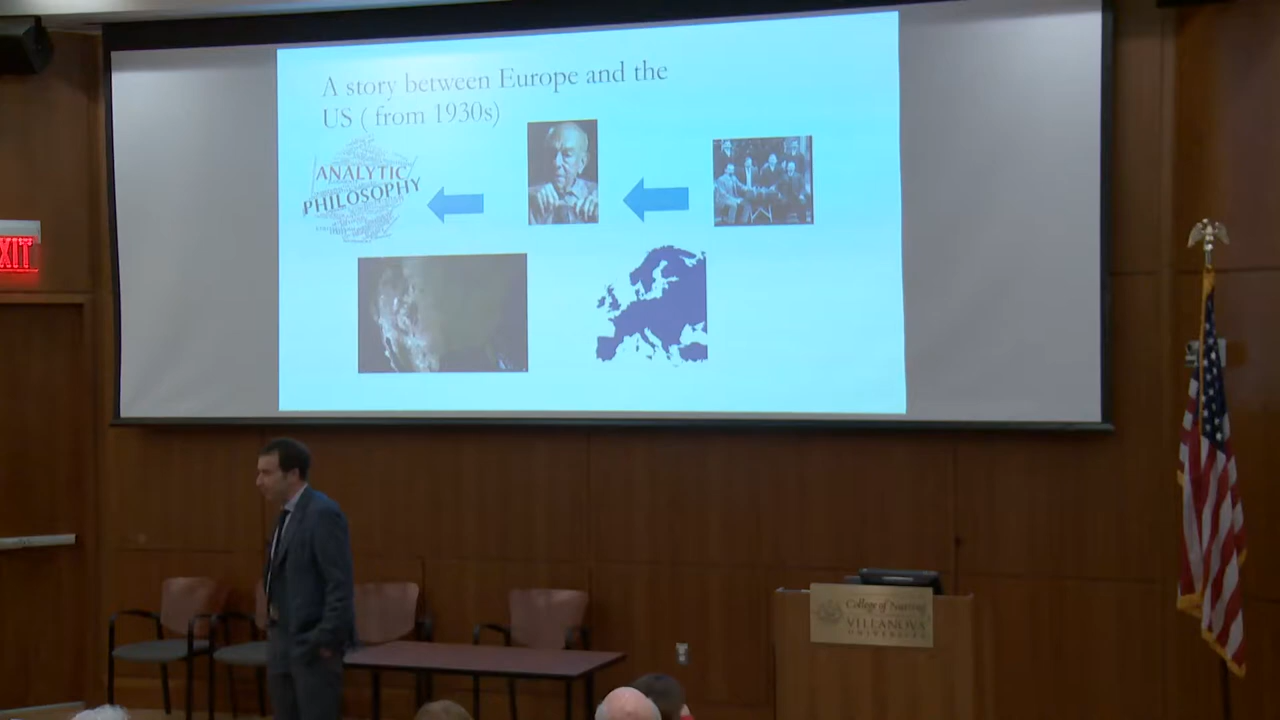 A story between Europe and the
US ( from 1930s)
ANALYTIC
PHILOSOPHY
EXIT
College of Nursing
VILLANOVA
UNIVERSITY